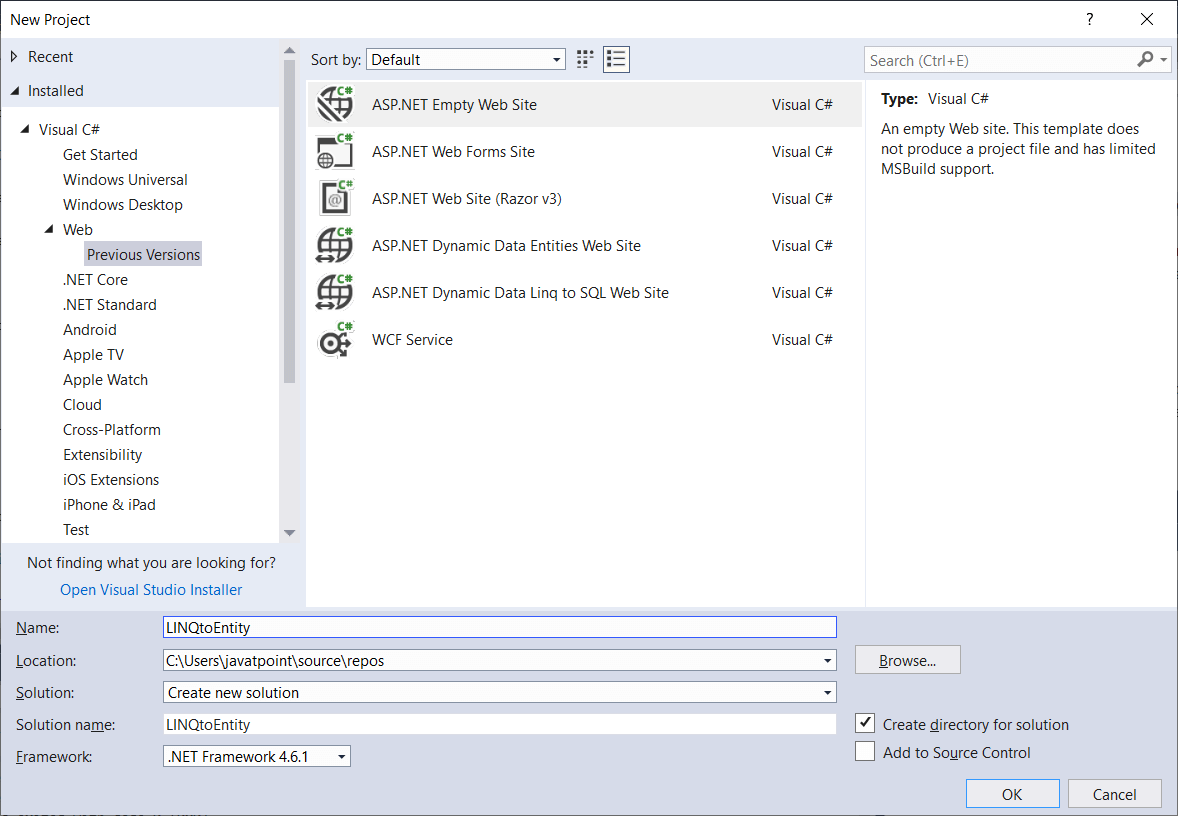 New Project
?
Recent
Installed
Visual C#
Get Started
Windows Universal
Windows Desktop
Web
Previous Versions
.NET Core
.NET Standard
Android
Apple TV
Apple Watch
Cloud
Cross-Platform
Extensibility
iOS Extensions
iPhone & iPad
Test
Not finding what you are looking for?
Open Visual Studio Installer
Sort by: Default
C# ASP.NET Empty Web Site Visual C#
C# ASP.NET Web Forms Site Visual C#
C# @ ASP.NET Web Site (Razor v3) Visual C#
C# ASP.NET Dynamic Data Entities Web Site Visual C#
C# ASP.NET Dynamic Data Linq to SQL Web Site Visual C#
C# WCF Service Visual C#
Search (Ctrl+E)
Type: Visual C#
An empty Web site. This template does
not produce a project file and has limited
MSBuild support.
Name: LINQtoEntity
Location: C:\Users\javatpoint\source\repos Browse...
Solution: Create new solution
Solution name: LINQtoEntity Create directory for solution
Framework: .NET Framework 4.6.1 Add to Source Control
OK Cancel